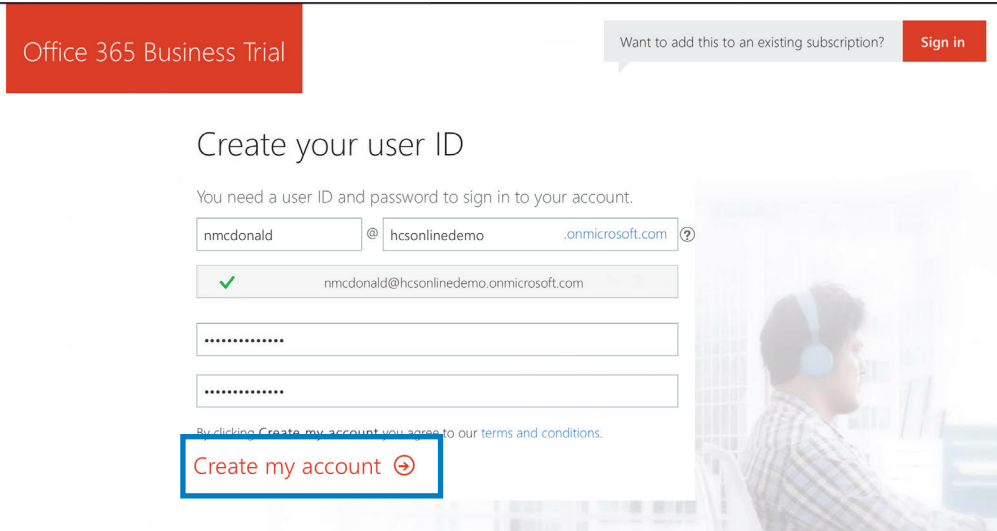 Office 365 Business Trial
Want to add this to an existing subscription?
Sign in
Create your user ID
You need a user ID and password to sign in to your account.
nmcdonald @ hcsonlinedemo .onmicrosoft.com ?
nmcdonald@hcsonlinedemo.onmicrosoft.com
••••••••••••••
••••••••••••••
By clicking Create my account you agree to our terms and conditions.
Create my account